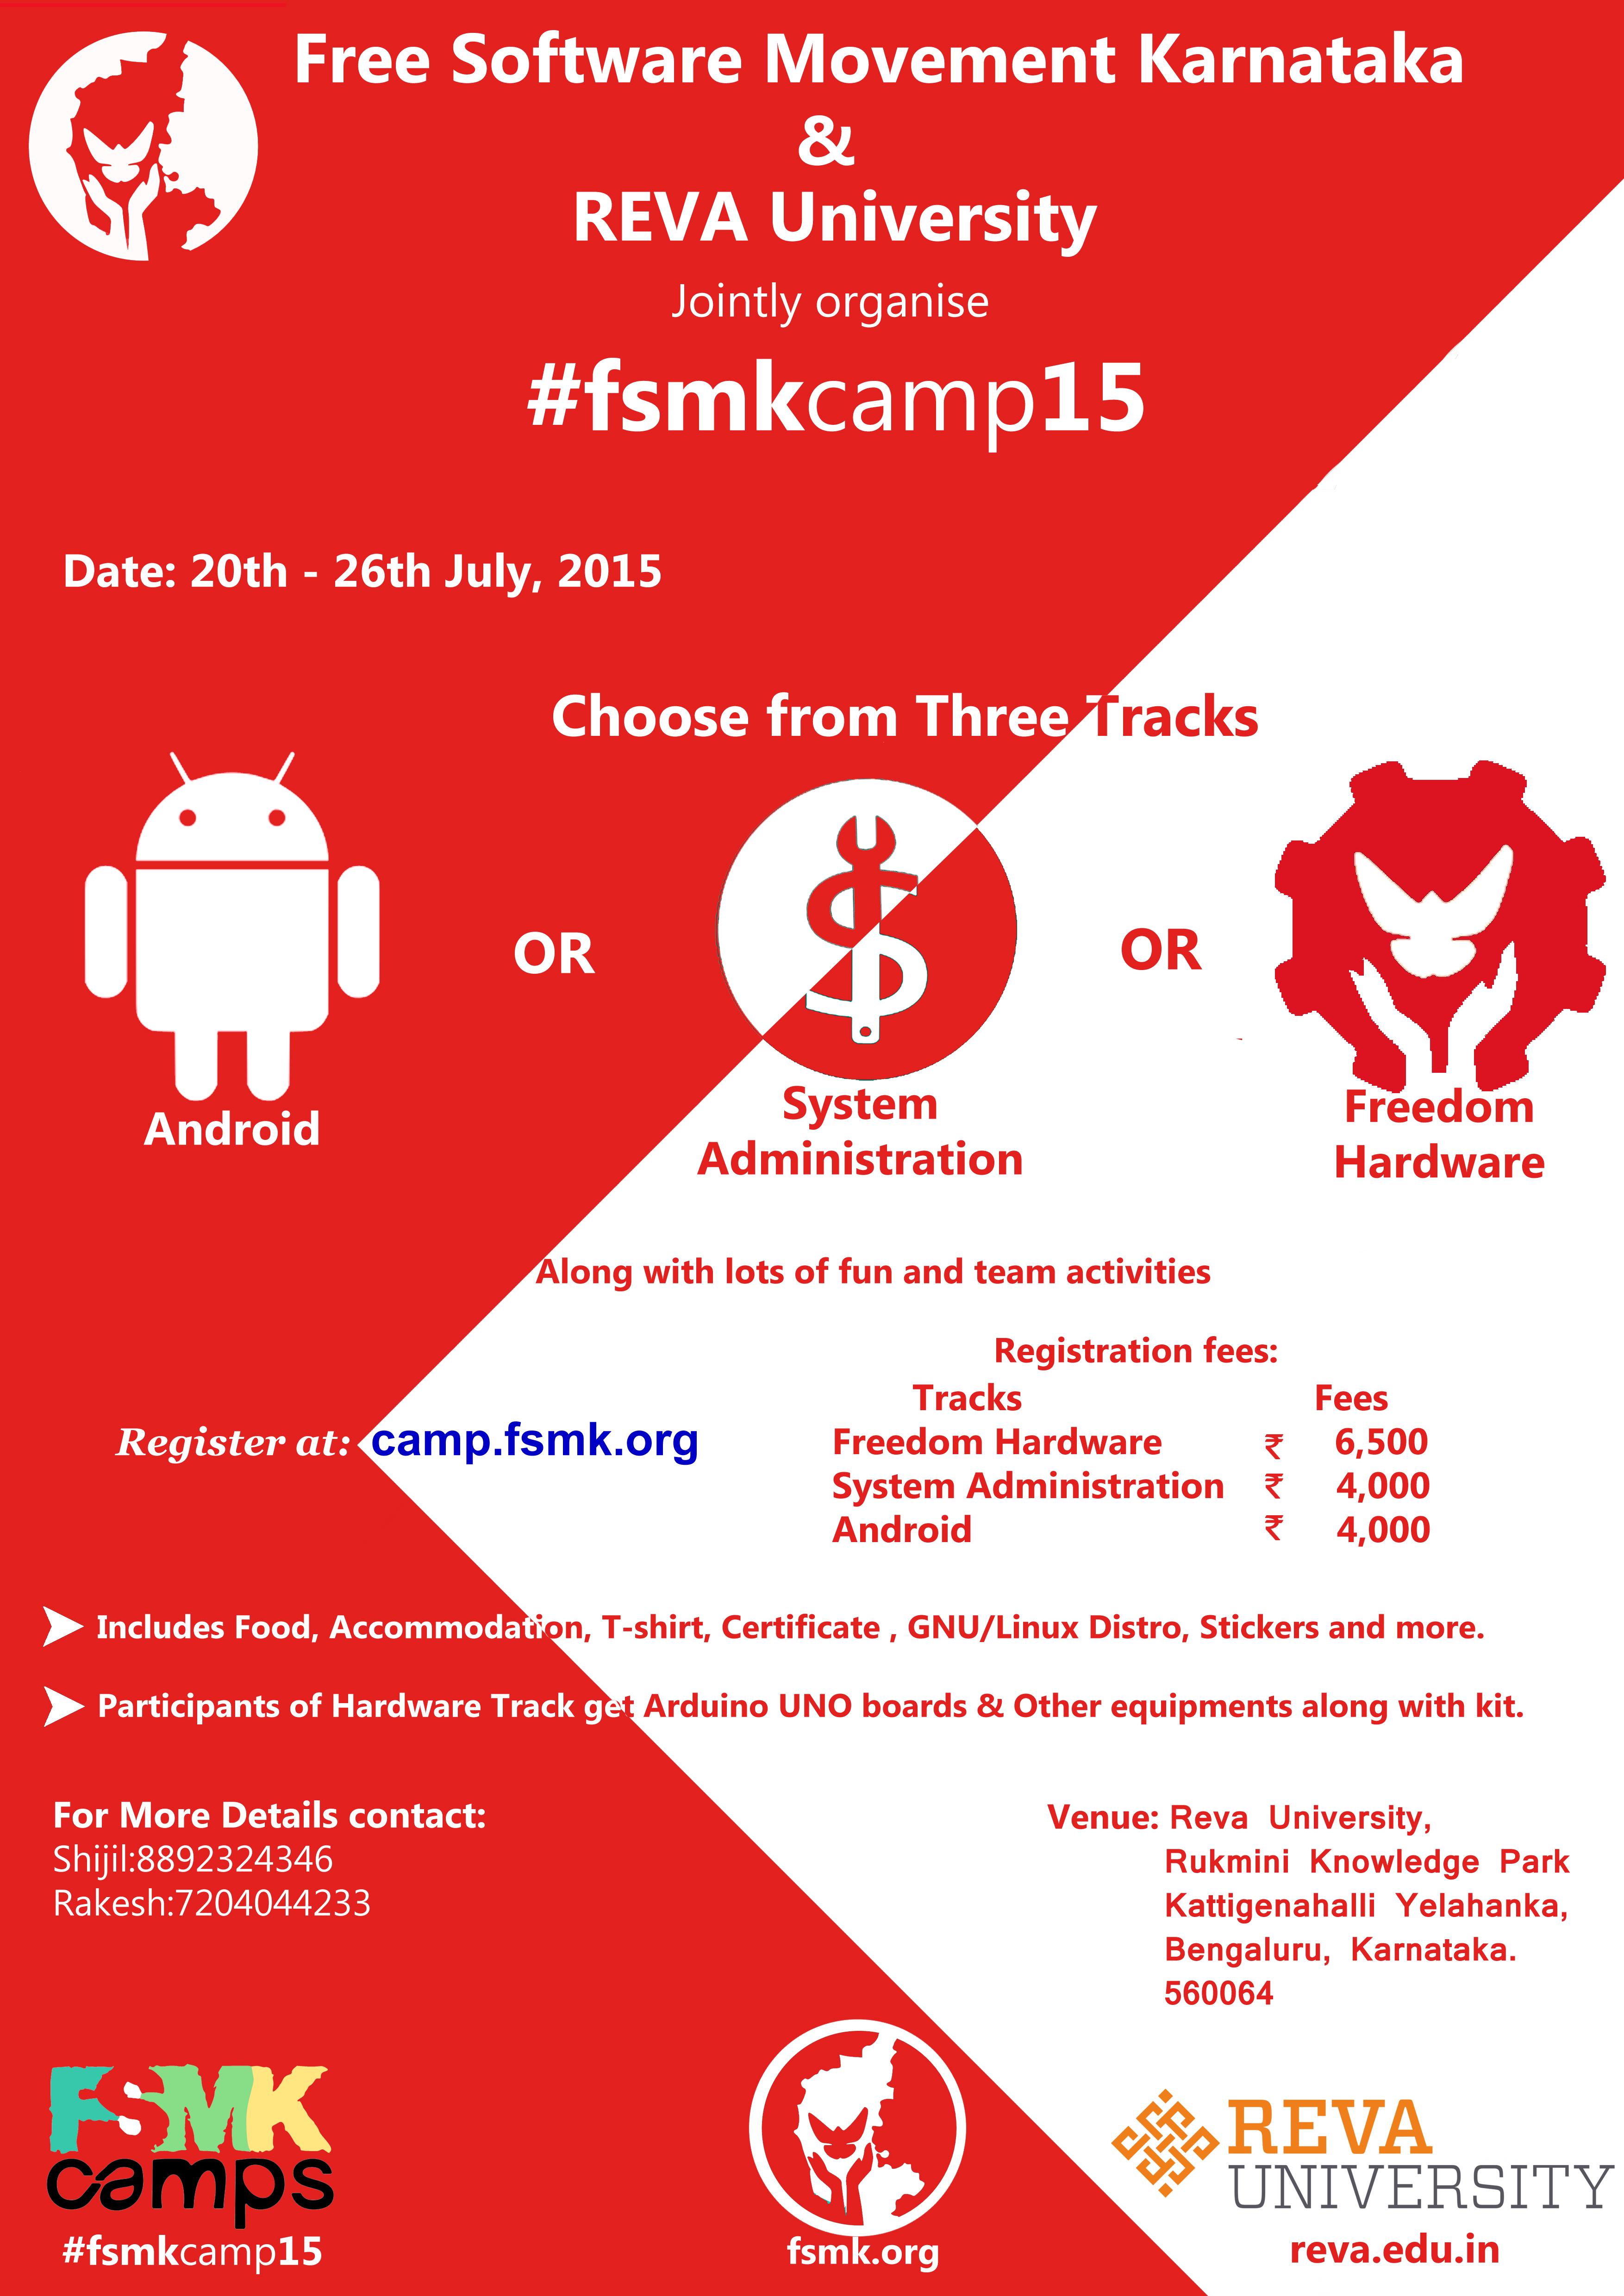 Free Software Movement Karnataka
&
REVA University
Jointly organise
#fsmkcamp15
Date: 20th - 26th July, 2015
Choose from Three Tracks
OR
OR
Android
System
Administration
Freedom
Hardware
Along with lots of fun and team activities
Registration fees:
Tracks Fees
Freedom Hardware ₹ 6,500
System Administration ₹ 4,000
Android ₹ 4,000
Register at: camp.fsmk.org
Includes Food, Accommodation, T-shirt, Certificate , GNU/Linux Distro, Stickers and more.
Participants of Hardware Track get Arduino UNO boards & Other equipments along with kit.
For More Details contact:
Shijil:8892324346
Rakesh:7204044233
Venue: Reva University,
Rukmini Knowledge Park
Kattigenahalli Yelahanka,
Bengaluru, Karnataka.
560064
FSMK
camps
#fsmkcamp15
fsmk.org
REVA
UNIVERSITY
reva.edu.in